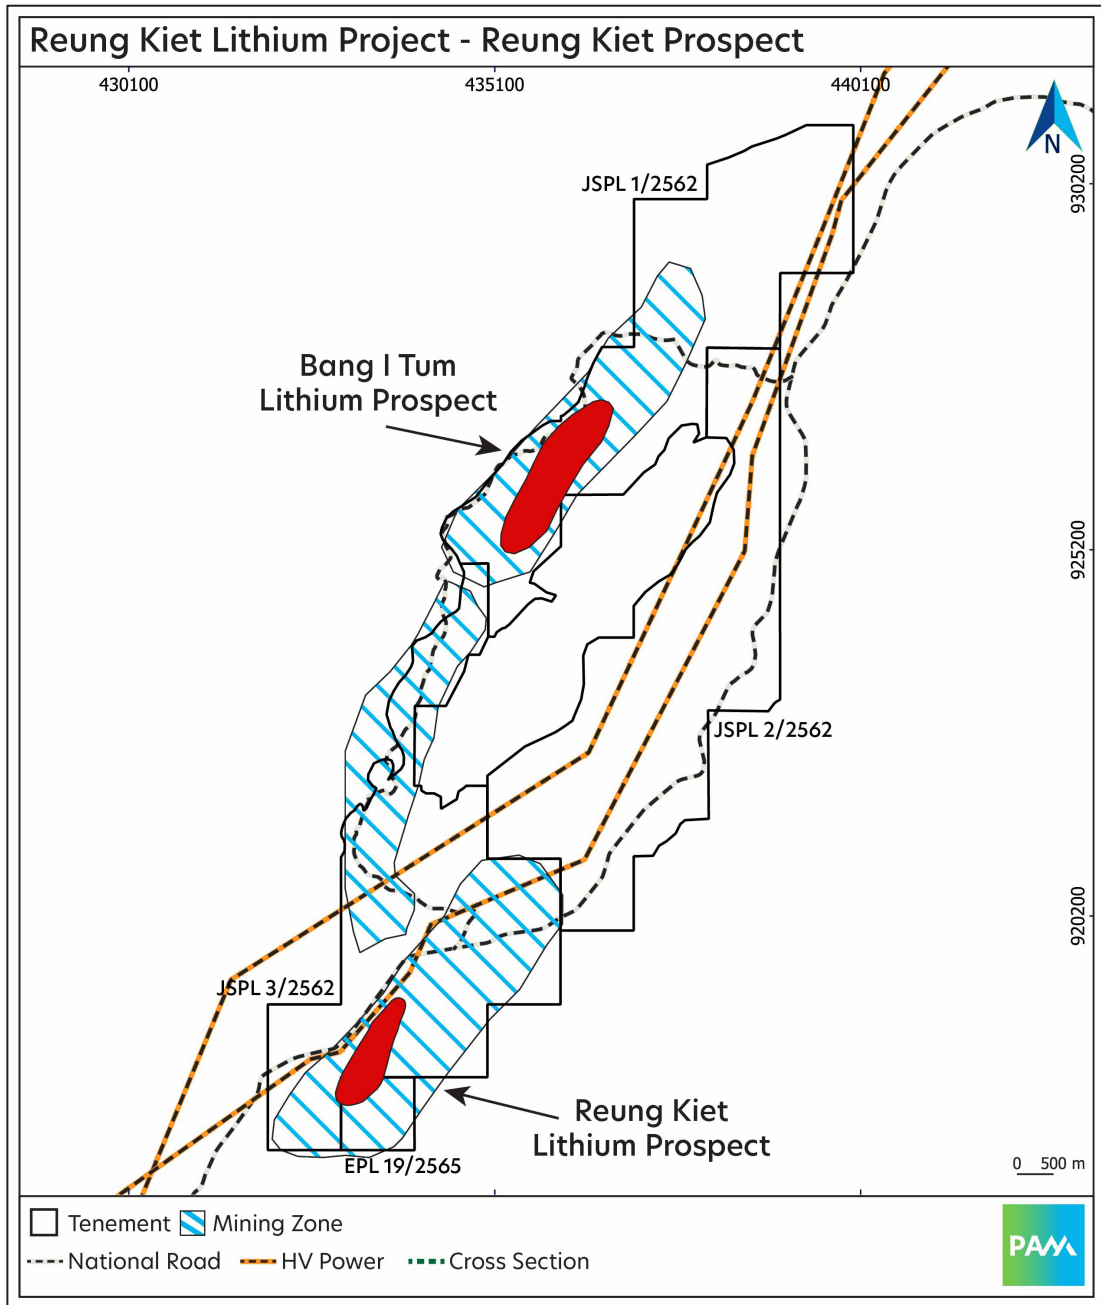 Reung Kiet Lithium Project - Reung Kiet Prospect
430100
435100
440100
N
930200
JSPL 1/2562
Bang I Tum
Lithium Prospect
925200
JSPL 2/2562
920200
JSPL 3/2562
Reung Kiet
Lithium Prospect
EPL 19/2565
0 500 m
Tenement Mining Zone
National Road HV Power Cross Section
PAM